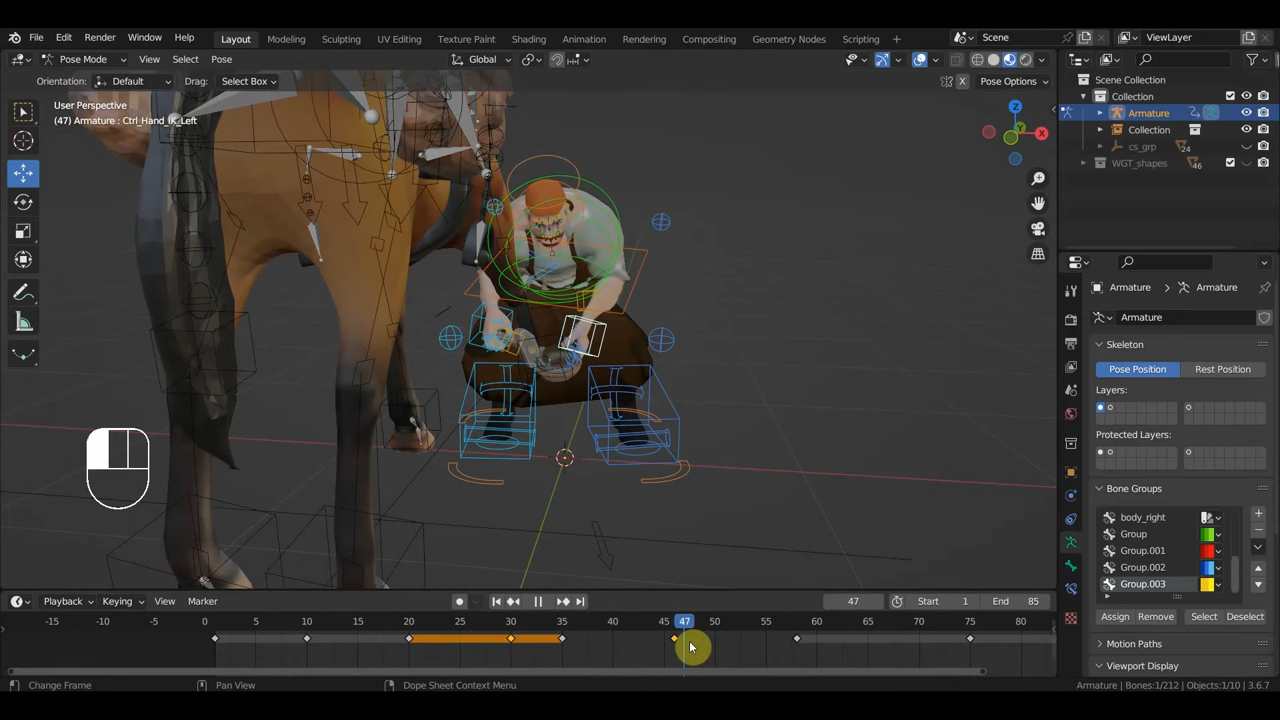 File Edit Render Window Help Layout Modeling Sculpting UV Editing Texture Paint Shading Animation Rendering Compositing Geometry Nodes Scripting + Scene ViewLayer
Pose Mode View Select Pose Global
Orientation: Default Drag: Select Box X Pose Options
User Perspective
(47) Armature : Ctrl_Hand_IK_Left
Z
X
Y
Scene Collection
Collection
Armature
Collection
cs_grp 24
WGT_shapes 46
Armature > Armature
Armature
Skeleton
Pose Position Rest Position
Layers:
Protected Layers:
Bone Groups
body_right
Group
Group.001
Group.002
Group.003
Assign Remove Select Deselect
Motion Paths
Viewport Display
Playback Keying View Marker 47 Start 1 End 85
-15 -10 -5 0 5 10 15 20 25 30 35 40 45 47 50 55 60 65 70 75 80
Change Frame Pan View Dope Sheet Context Menu Armature | Bones:1/212 | Objects:1/10 | 3.6.7